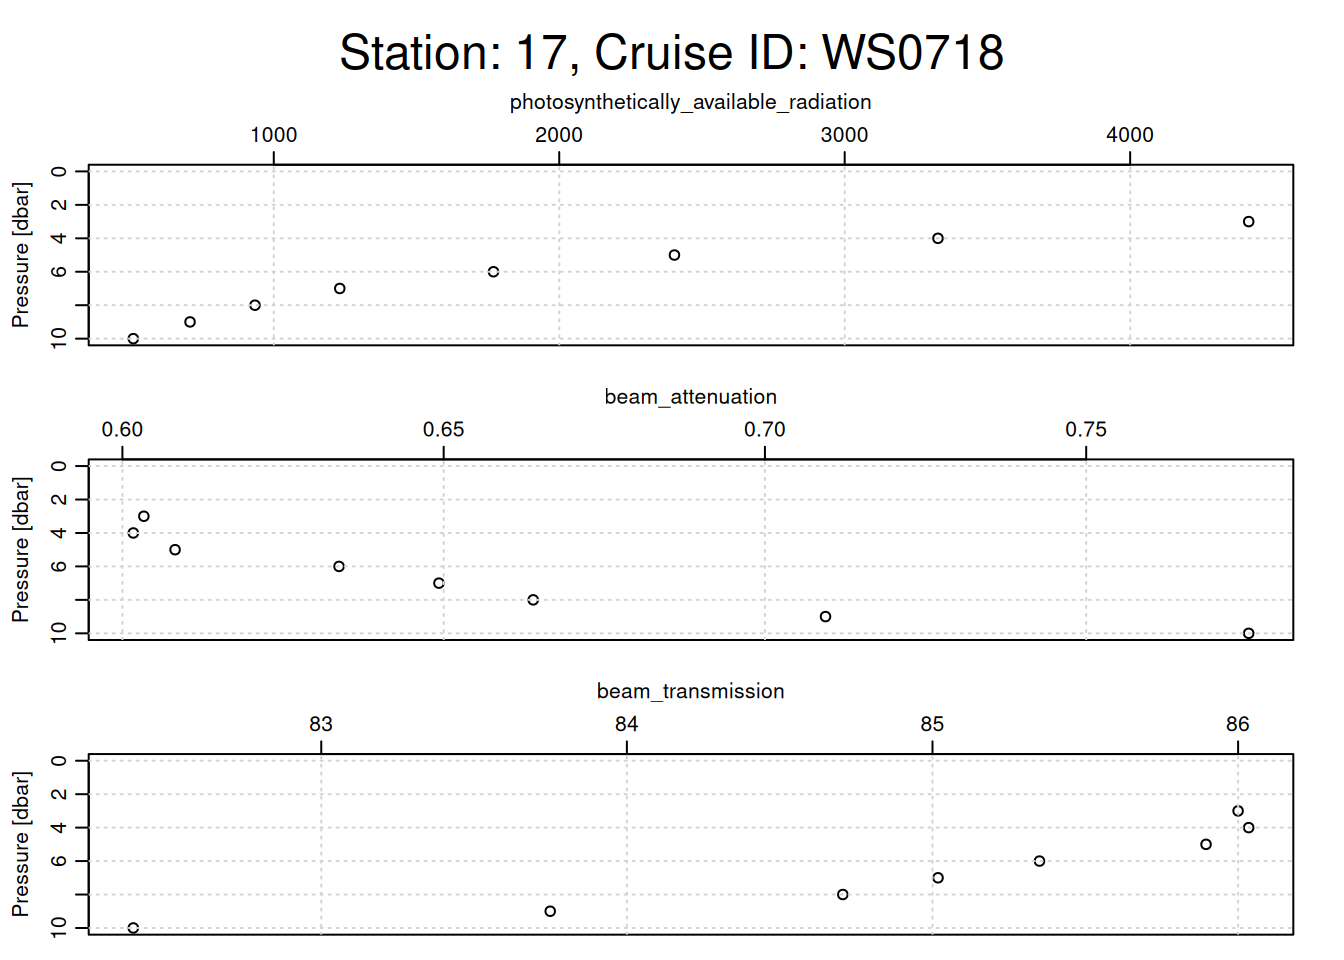 Station: 17, Cruise ID: WS0718
photosynthetically_available_radiation
1000 2000 3000 4000
Pressure [dbar]
0
2
4
6
10
beam_attenuation
0.60 0.65 0.70 0.75
Pressure [dbar]
0
2
4
6
10
beam_transmission
83 84 85 86
Pressure [dbar]
0
2
4
6
10